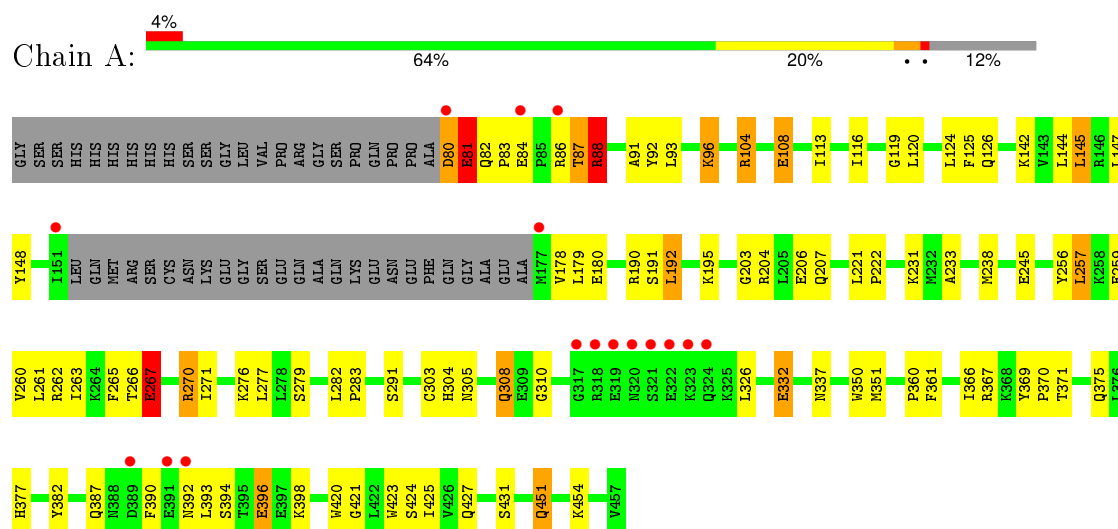 4%
Chain A:
64% 20% • • 12%
GLY SER SER HIS HIS HIS HIS HIS HIS SER SER GLY LEU VAL PRO ARG GLY SER PRO GLN PRO PRO ALA D80 E81 Q82 P83 E84 P85 R86 T87 R88 A91 Y92 L93 K96 R104 E108 I113 I116 G119 L120 L124 F125 Q126 K142 V143 L144 L145 R146 L147
Y148 I151 LEU GLN MET ARG SER CYS ASN LYS GLU GLY SER GLU GLN ALA GLN LYS GLU ASN GLU PHE GLN GLY ALA GLU ALA M177 V178 L179 E180 R190 S191 L192 K195 G203 R204 L205 E206 Q207 L221 P222 K231 M232 A233 M238 E245 Y256 L257 K258 E259
V260 L261 R262 I263 K264 F265 T266 E267 R270 I271 K276 L277 L278 S279 L282 P283 S291 C303 H304 N305 Q308 E309 G310 G317 R318 E319 N320 S321 E322 K323 Q324 K325 L326 E332 N337 W350 M351 P360 F361 I366 R367 K368 Y369 P370 T371 Q375 L376
H377 Y382 Q387 N388 D389 F390 E391 N392 L393 S394 T395 E396 E397 K398 W420 G421 L422 W423 S424 I425 V426 Q427 S431 Q451 K454 V457